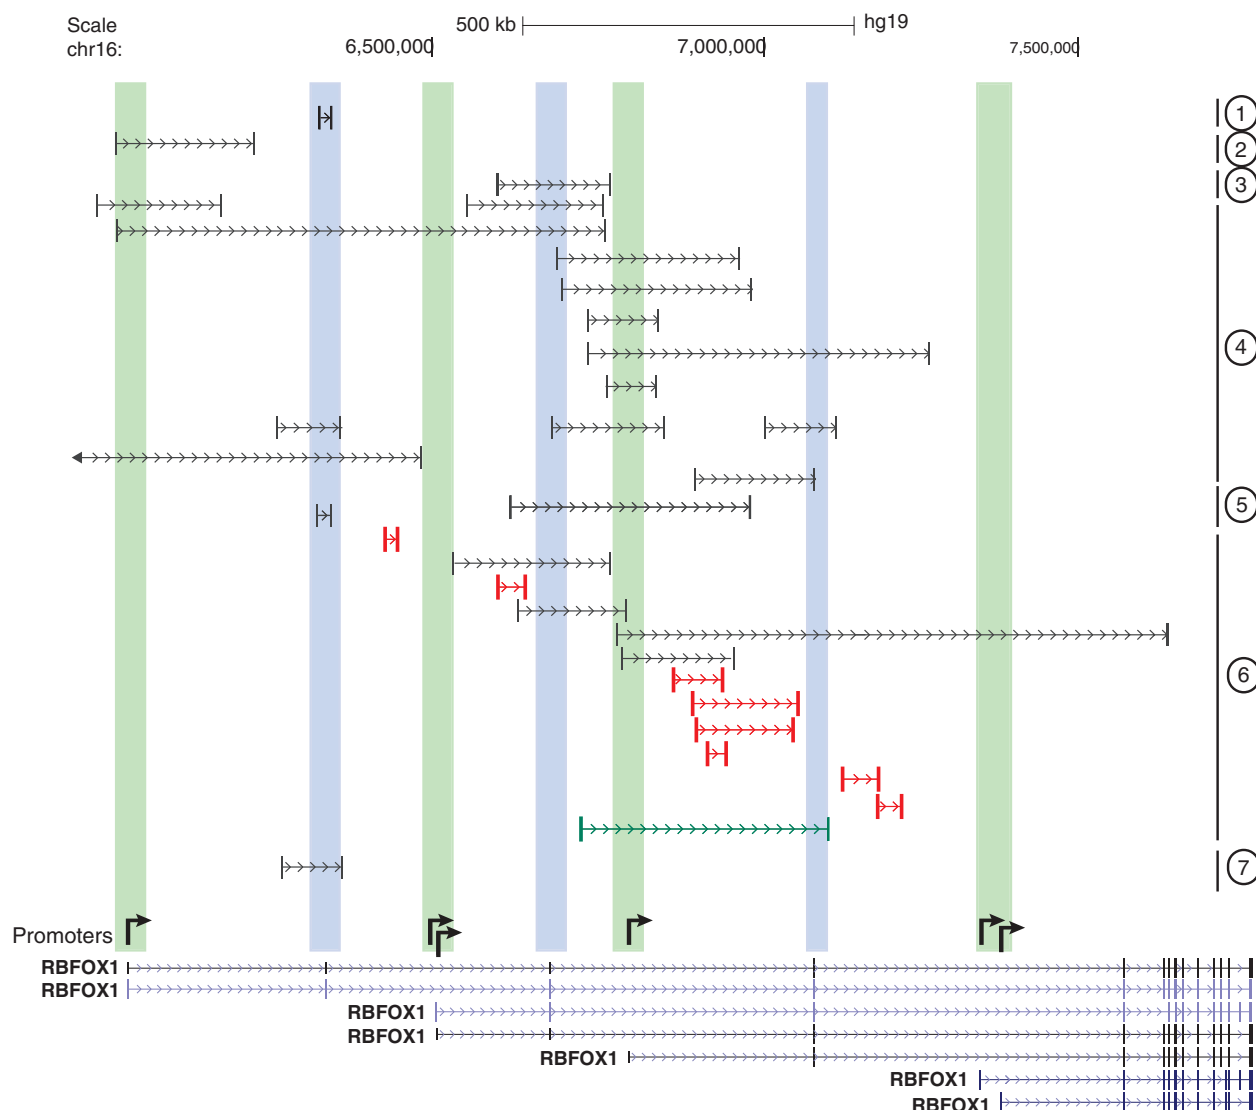 Scale 500 kb hg19
chr16: 6,500,000 7,000,000 7,500,000
1
2
3
4
5
6
7
Promoters
RBFOX1
RBFOX1
RBFOX1
RBFOX1
RBFOX1
RBFOX1
RBFOX1